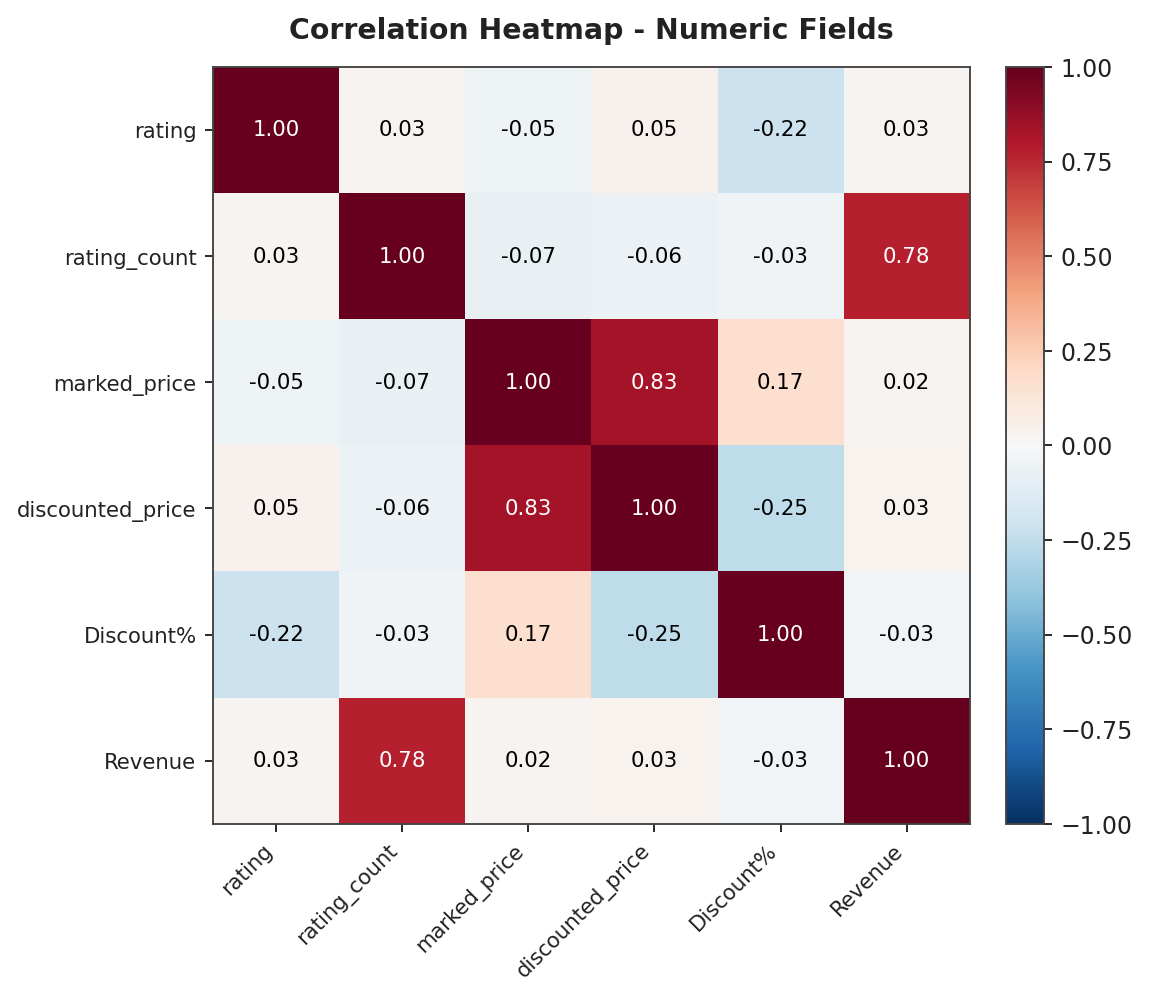 Correlation Heatmap - Numeric Fields
rating 1.00 0.03 -0.05 0.05 -0.22 0.03
rating_count 0.03 1.00 -0.07 -0.06 -0.03 0.78
marked_price -0.05 -0.07 1.00 0.83 0.17 0.02
discounted_price 0.05 -0.06 0.83 1.00 -0.25 0.03
Discount% -0.22 -0.03 0.17 -0.25 1.00 -0.03
Revenue 0.03 0.78 0.02 0.03 -0.03 1.00
rating rating_count marked_price discounted_price Discount% Revenue
1.00
0.75
0.50
0.25
0.00
−0.25
−0.50
−0.75
−1.00